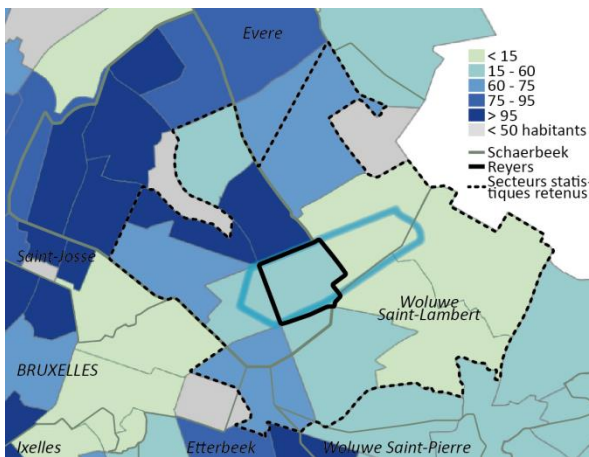 Evere
< 15
15 - 60
60 - 75
75 - 95
> 95
< 50 habitants
Schaerbeek
Reyers
Secteurs statis-
tiques retenus
Saint-Josse
Woluwe
Saint-Lambert
BRUXELLES
Ixelles
Etterbeek
Woluwe Saint-Pierre